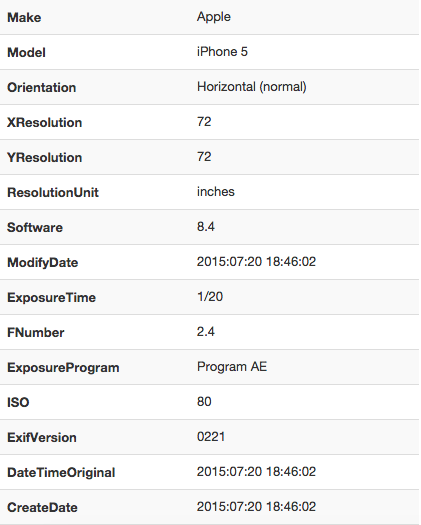 Make Apple
Model iPhone 5
Orientation Horizontal (normal)
XResolution 72
YResolution 72
ResolutionUnit inches
Software 8.4
ModifyDate 2015:07:20 18:46:02
ExposureTime 1/20
FNumber 2.4
ExposureProgram Program AE
ISO 80
ExifVersion 0221
DateTimeOriginal 2015:07:20 18:46:02
CreateDate 2015:07:20 18:46:02